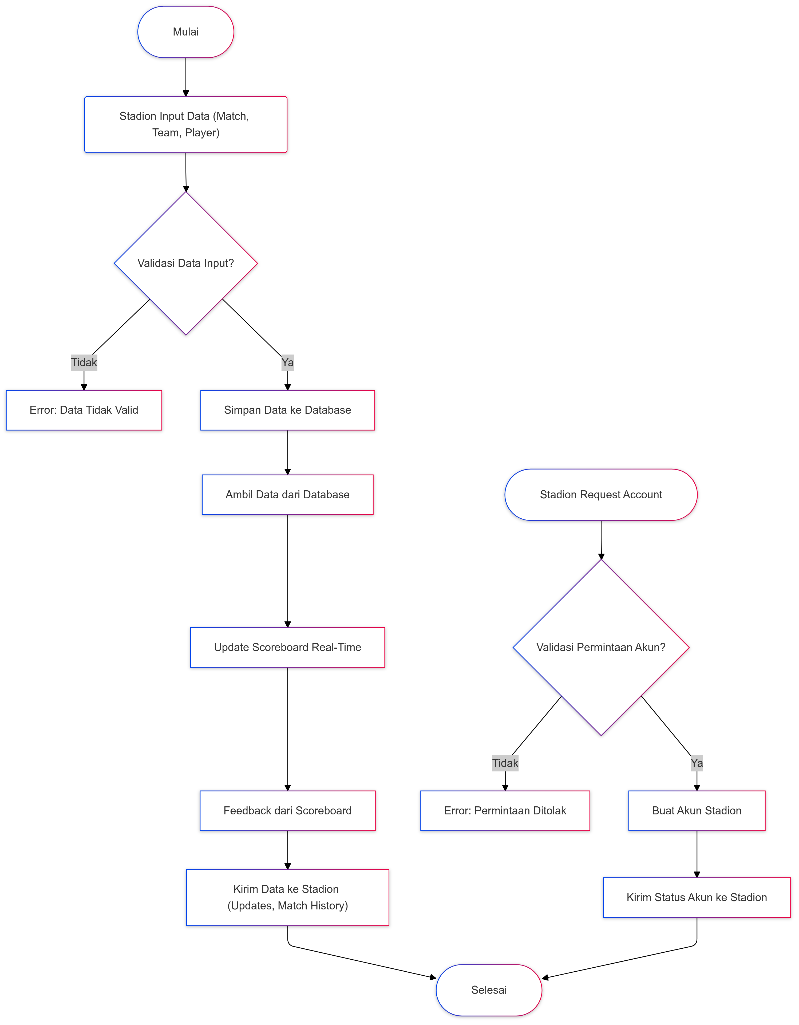 Mulai
Stadion Input Data (Match,
Team, Player)
Validasi Data Input?
Tidak
Ya
Error: Data Tidak Valid
Simpan Data ke Database
Ambil Data dari Database
Update Scoreboard Real-Time
Feedback dari Scoreboard
Kirim Data ke Stadion
(Updates, Match History)
Stadion Request Account
Validasi Permintaan Akun?
Tidak
Ya
Error: Permintaan Ditolak
Buat Akun Stadion
Kirim Status Akun ke Stadion
Selesai